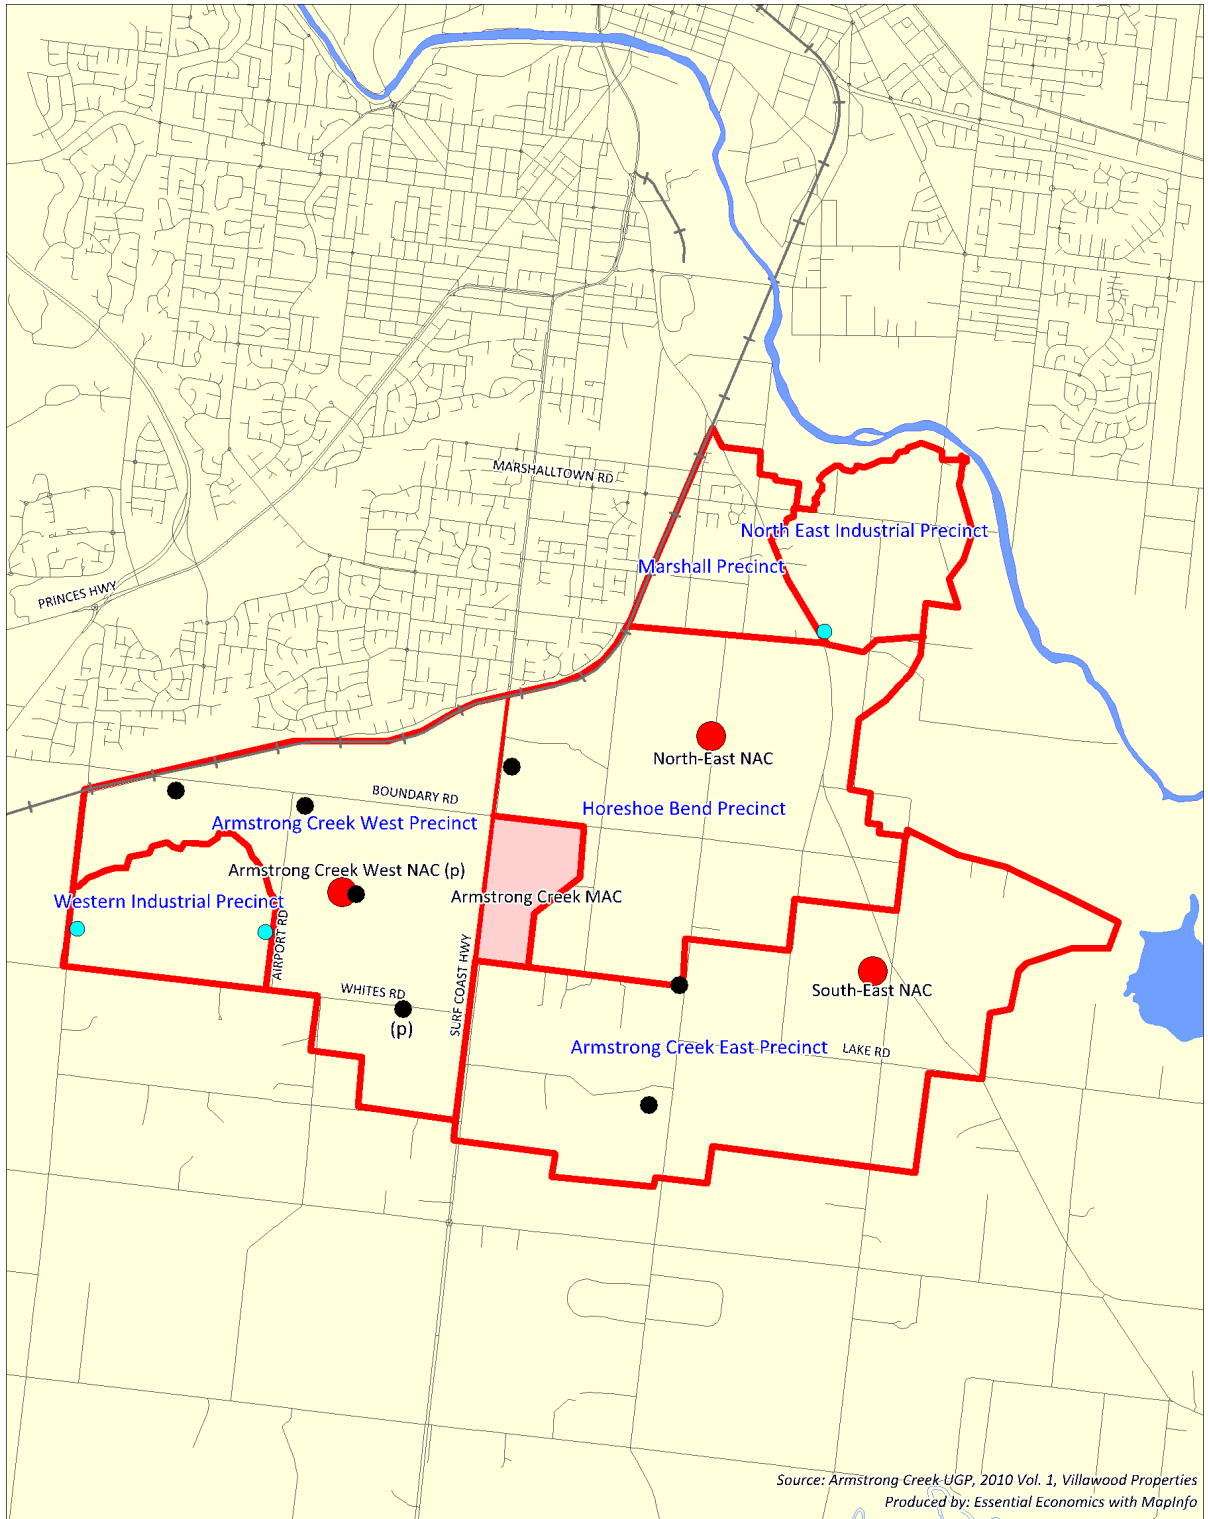 MARSHALLTOWN RD
North East Industrial Precinct
Marshall Precinct
PRINCES HWY
North-East NAC
BOUNDARY RD
Horeshoe Bend Precinct
Armstrong Creek West Precinct
Armstrong Creek West NAC (p)
Armstrong Creek MAC
Western Industrial Precinct
AIRPORT RD
SURF COAST HWY
WHITES RD
South-East NAC
(p)
Armstrong Creek East Precinct
LAKE RD
Source: Armstrong Creek UGP, 2010 Vol. 1, Villawood Properties
Produced by: Essential Economics with MapInfo